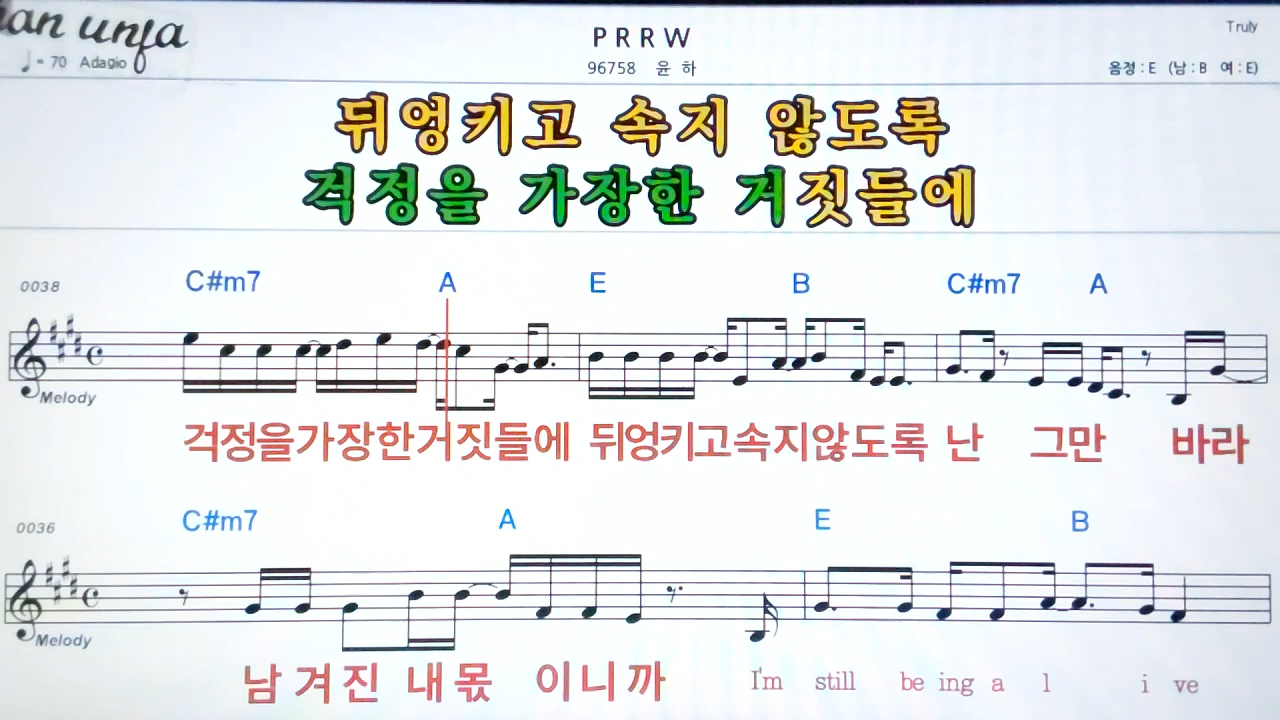 P R R W
Truly
♩= 70 Adagio
96758 윤 하
음정 : E (남 : B 여 : E)
뒤엉키고 속지 않도록
걱정을 가장한 거짓들에
0038 C#m7 A E B C#m7 A
Melody
걱정을가장한거짓들에 뒤엉키고속지않도록 난 그만 바라
0036 C#m7 A E B
Melody
남 겨 진 내 몫 이 니 까 I'm still be ing a l i ve